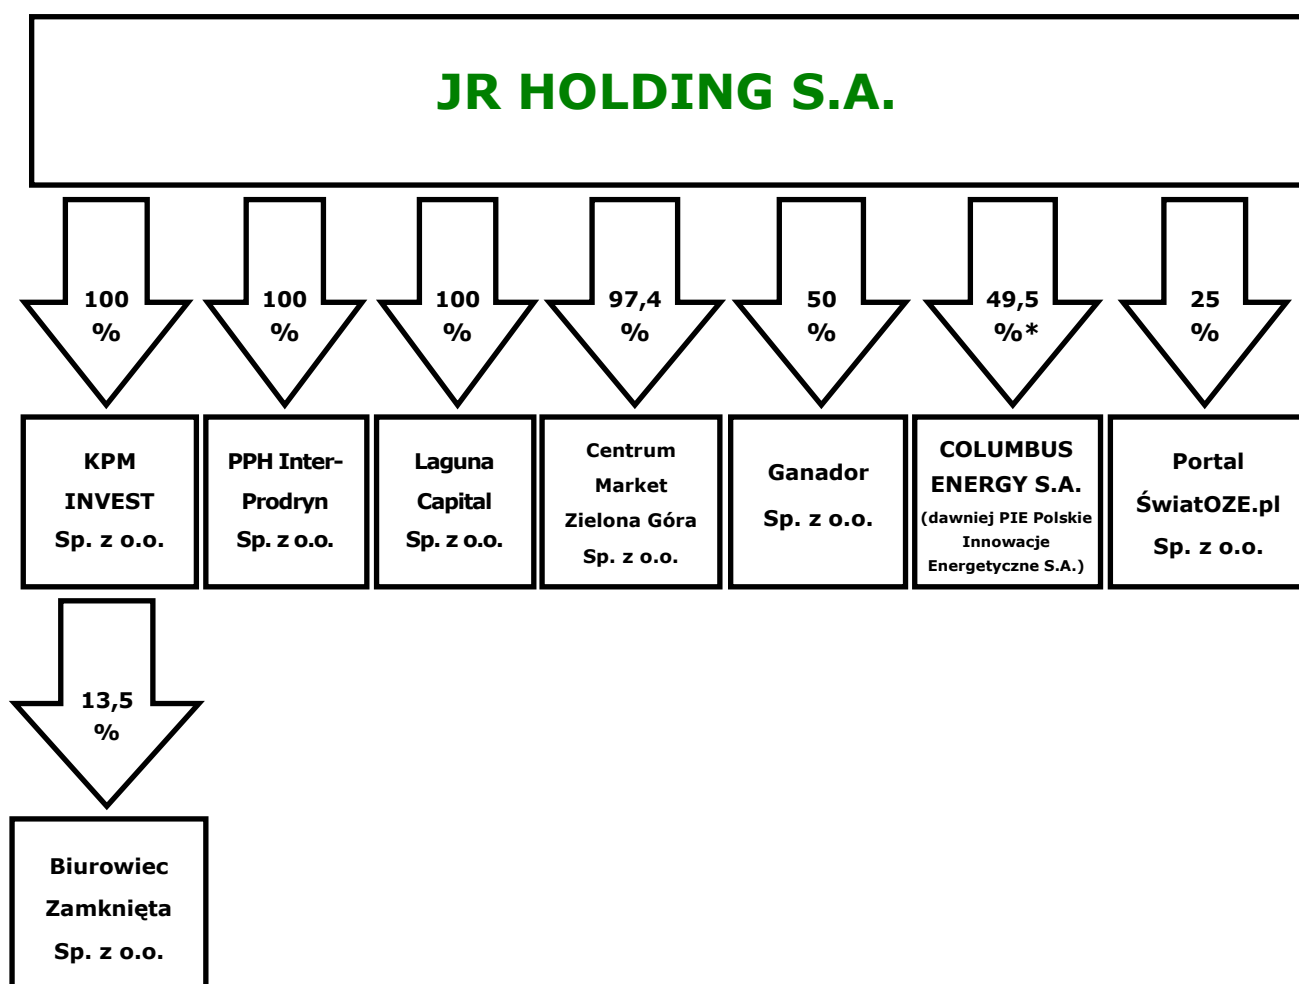 JR HOLDING S.A.
100
%
100
%
100
%
97,4
%
50
%
49,5
%*
25
%
KPM
INVEST
Sp. z o.o.
PPH Inter-
Prodryn
Sp. z o.o.
Laguna
Capital
Sp. z o.o.
Centrum
Market
Zielona Góra
Sp. z o.o.
Ganador
Sp. z o.o.
COLUMBUS
ENERGY S.A.
(dawniej PIE Polskie
Innowacje
Energetyczne S.A.)
Portal
ŚwiatOZE.pl
Sp. z o.o.
13,5
%
Biurowiec
Zamknięta
Sp. z o.o.